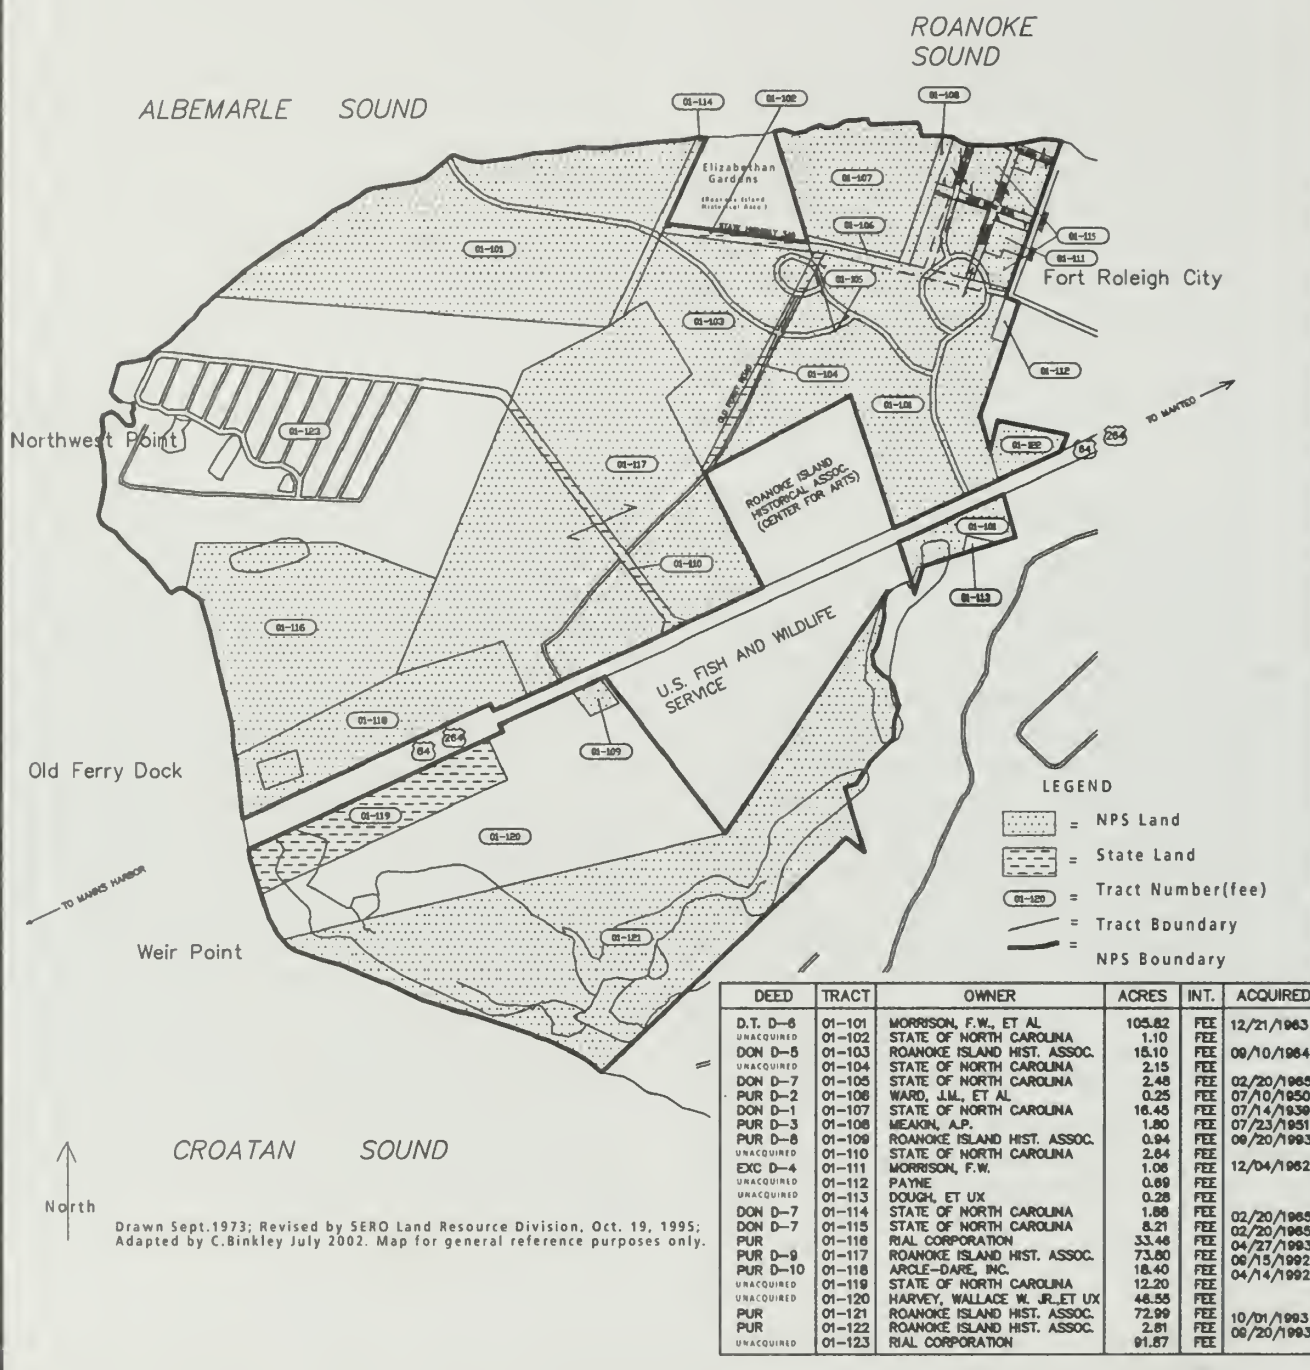 ROANOKE
SOUND
ALBEMARLE SOUND
01-114
01-102
01-108
Elizabethan
Gardens
(Roanoke Island
Historical Assoc)
STATE HIGHWAY 345
01-107
01-106
01-115
01-111
Fort Roleigh City
01-101
01-105
01-103
01-104
OLD FORT ROAD
01-112
01-101
TO MANTEO
01-122
64
264
Northwest Point
01-123
01-117
ROANOKE ISLAND
HISTORICAL ASSOC.
(CENTER FOR ARTS)
01-101
01-110
01-113
01-116
U.S. FISH AND WILDLIFE
SERVICE
01-118
64
264
01-109
Old Ferry Dock
01-119
01-120
TO MANNS HARBOR
Weir Point
01-121
LEGEND
= NPS Land
= State Land
01-120 = Tract Number(fee)
= Tract Boundary
= NPS Boundary
DEED TRACT OWNER ACRES INT. ACQUIRED
D.T. D-6 01-101 MORRISON, F.W., ET AL 105.82 FEE 12/21/1963
UNACQUIRED 01-102 STATE OF NORTH CAROLINA 1.10 FEE
DON D-5 01-103 ROANOKE ISLAND HIST. ASSOC. 15.10 FEE 09/10/1964
UNACQUIRED 01-104 STATE OF NORTH CAROLINA 2.15 FEE
DON D-7 01-105 STATE OF NORTH CAROLINA 2.48 FEE 02/20/1965
PUR D-2 01-106 WARD, J.M., ET AL 0.25 FEE 07/10/1950
DON D-1 01-107 STATE OF NORTH CAROLINA 16.45 FEE 07/14/1939
PUR D-3 01-108 MEAKIN, A.P. 1.80 FEE 07/23/1951
PUR D-8 01-109 ROANOKE ISLAND HIST. ASSOC. 0.94 FEE 09/20/1993
UNACQUIRED 01-110 STATE OF NORTH CAROLINA 2.64 FEE
EXC D-4 01-111 MORRISON, F.W. 1.06 FEE 12/04/1962
UNACQUIRED 01-112 PAYNE 0.69 FEE
UNACQUIRED 01-113 DOUGH, ET UX 0.28 FEE
DON D-7 01-114 STATE OF NORTH CAROLINA 1.88 FEE 02/20/1965
DON D-7 01-115 STATE OF NORTH CAROLINA 8.21 FEE 02/20/1965
PUR 01-116 RIAL CORPORATION 33.46 FEE 04/27/1993
PUR D-9 01-117 ROANOKE ISLAND HIST. ASSOC. 73.80 FEE 09/15/1992
PUR D-10 01-118 ARCLE-DARE, INC. 18.40 FEE 04/14/1992
UNACQUIRED 01-119 STATE OF NORTH CAROLINA 12.20 FEE
UNACQUIRED 01-120 HARVEY, WALLACE W. JR.,ET UX 46.55 FEE
PUR 01-121 ROANOKE ISLAND HIST. ASSOC. 72.99 FEE 10/01/1993
PUR 01-122 ROANOKE ISLAND HIST. ASSOC. 2.81 FEE 09/20/1993
UNACQUIRED 01-123 RIAL CORPORATION 91.87 FEE
CROATAN SOUND
North
Drawn Sept.1973; Revised by SERO Land Resource Division, Oct. 19, 1995;
Adapted by C.Binkley July 2002. Map for general reference purposes only.